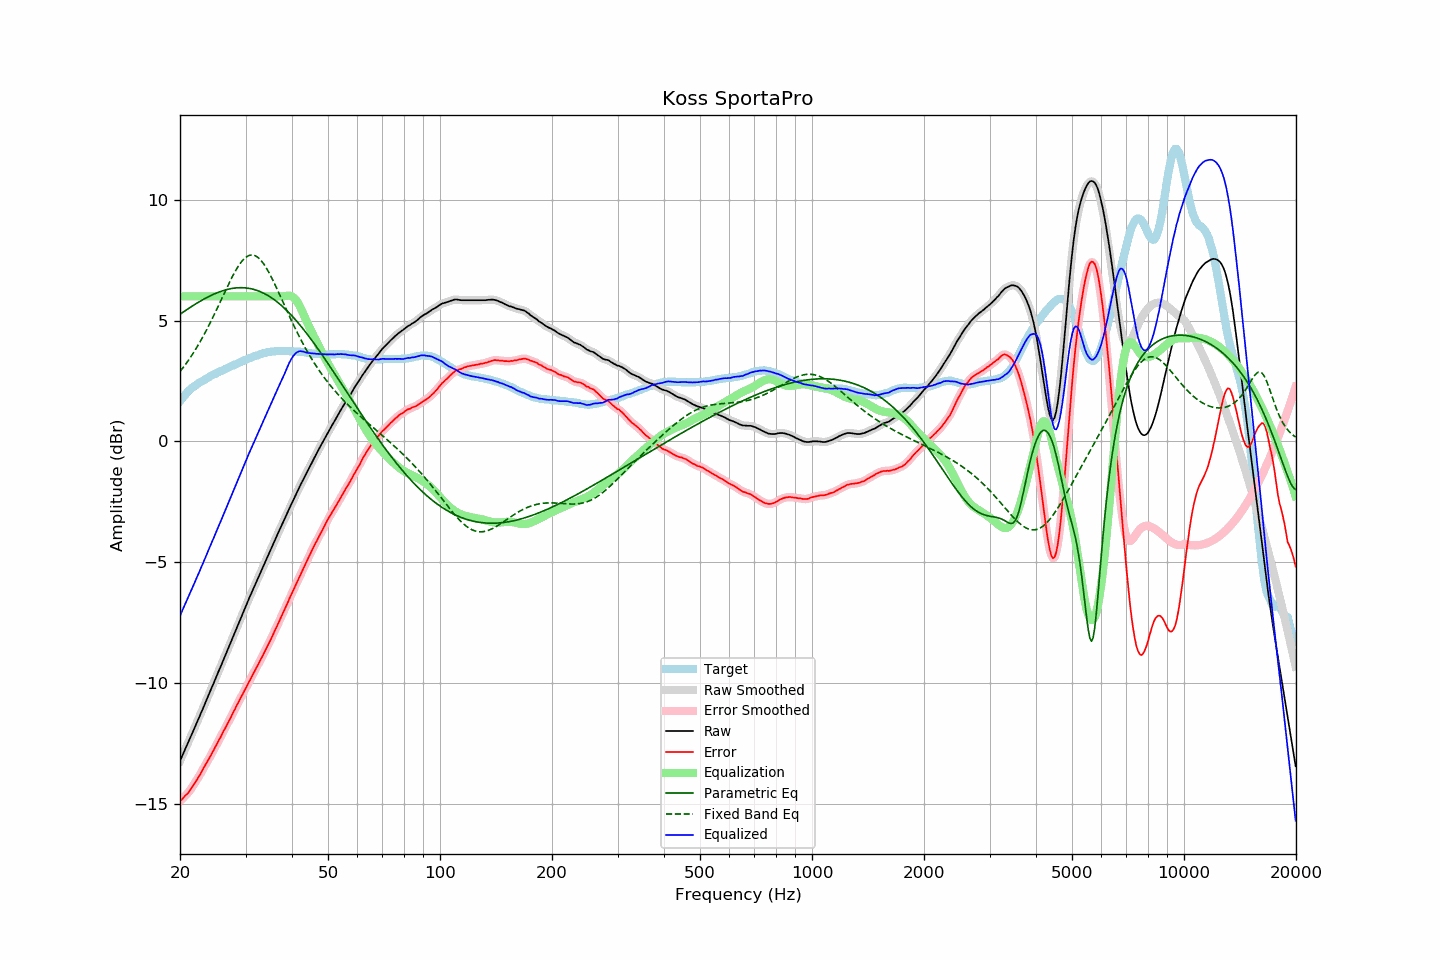 Koss SportaPro
Amplitude (dBr)
10
5
0
−5
−10
−15
Target
Raw Smoothed
Error Smoothed
Raw
Error
Equalization
Parametric Eq
Fixed Band Eq
Equalized
20
50
100
200
500
1000
2000
5000
10000
20000
Frequency (Hz)